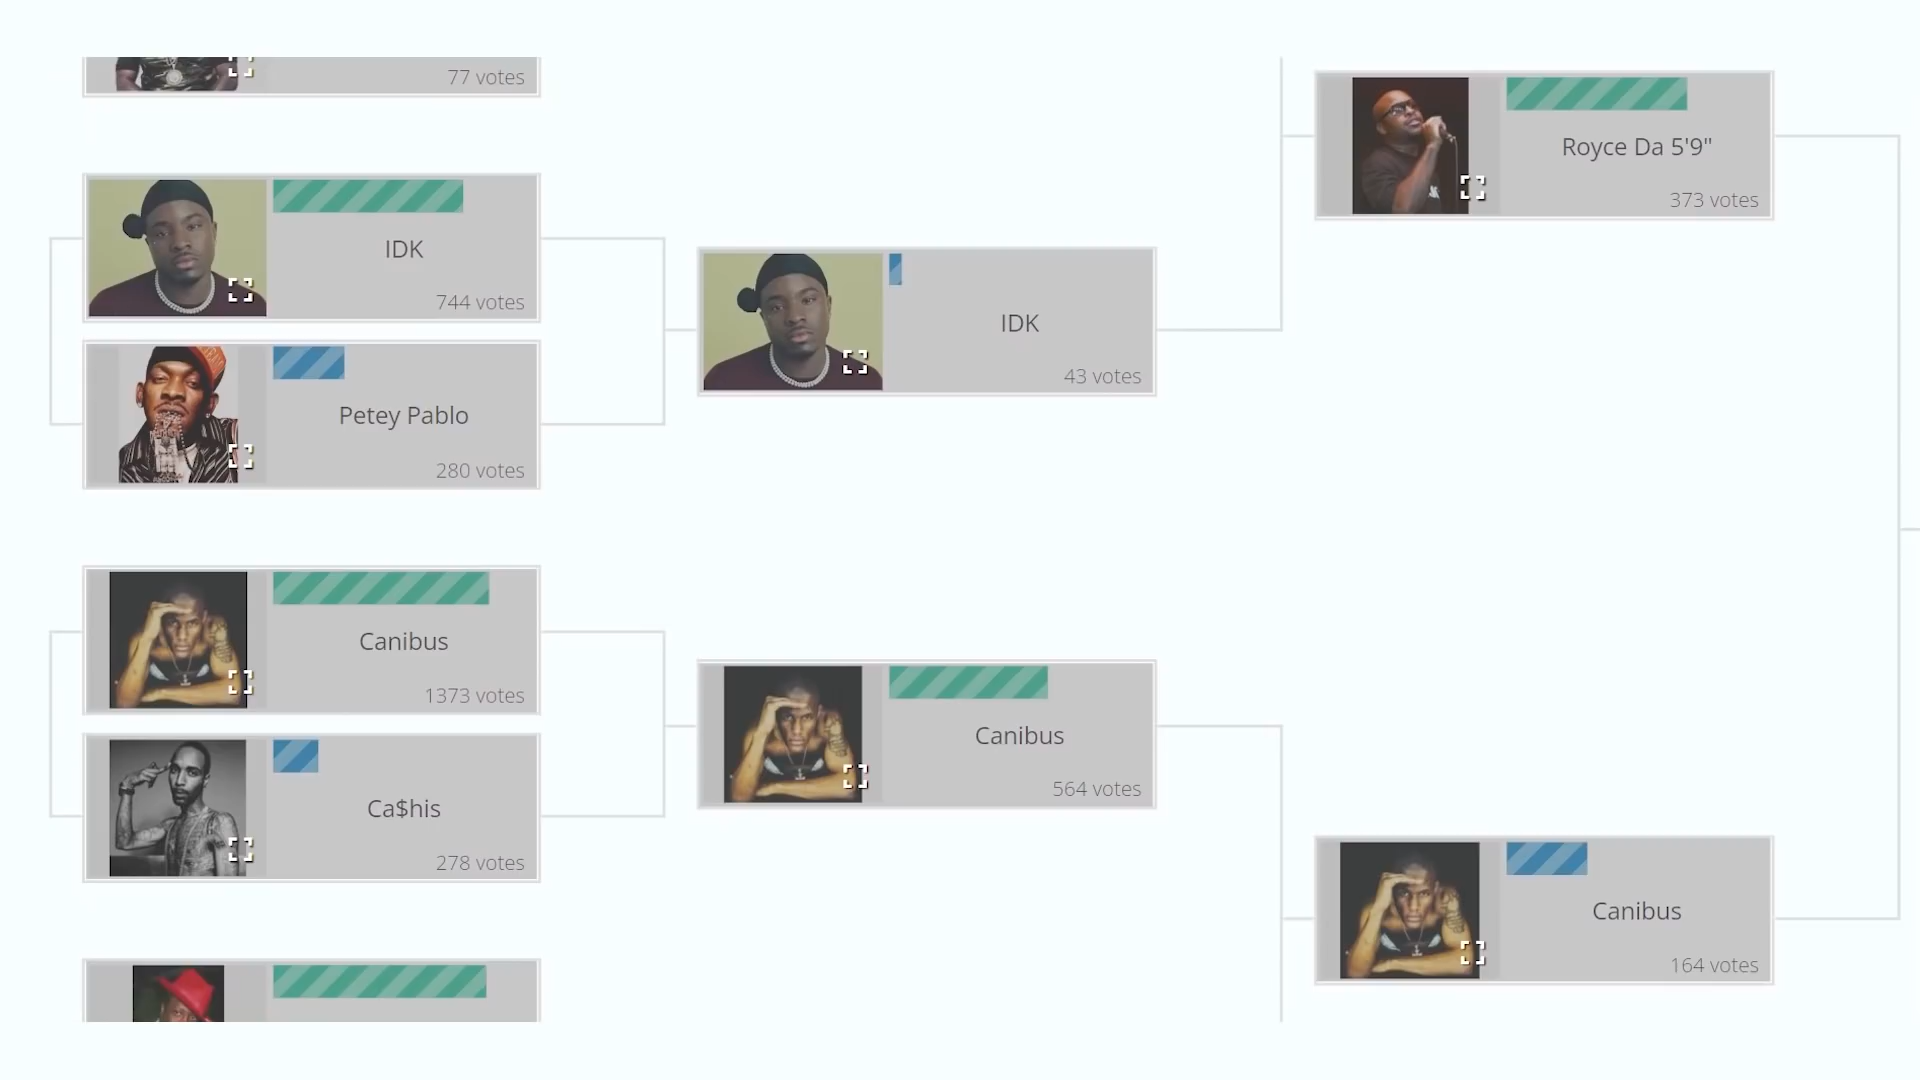 77 votes
IDK
744 votes
Petey Pablo
280 votes
Canibus
1373 votes
Ca$his
278 votes
IDK
43 votes
Canibus
564 votes
Royce Da 5'9"
373 votes
Canibus
164 votes